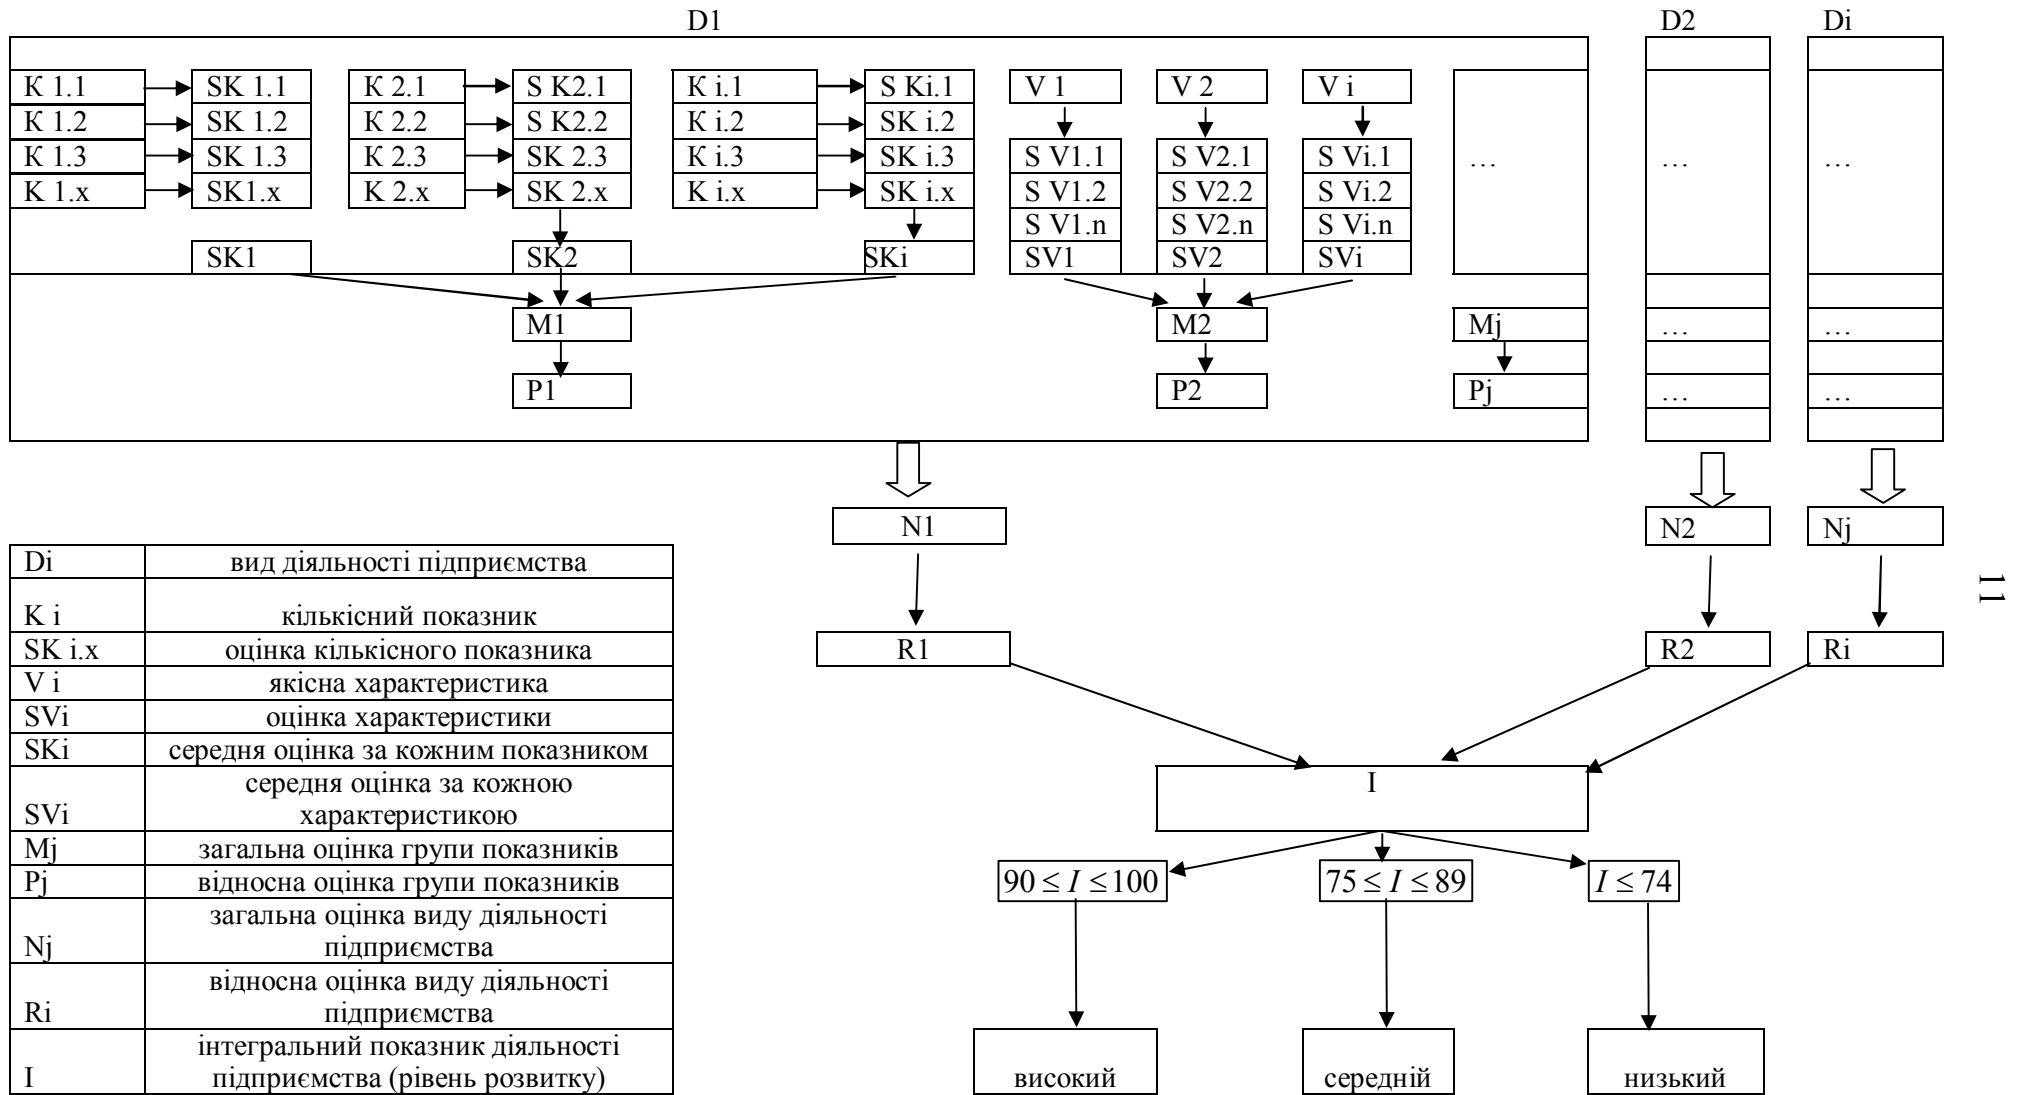 D1 D2 Di
К 1.1 SK 1.1 К 2.1 S K2.1 К i.1 S Ki.1 V 1 V 2 V i
К 1.2 SK 1.2 К 2.2 S K2.2 К i.2 SK i.2
К 1.3 SK 1.3 К 2.3 SK 2.3 К i.3 SK i.3 S V1.1 S V2.1 S Vi.1 … … …
K 1.x SK1.x K 2.x SK 2.x K i.x SK i.x S V1.2 S V2.2 S Vi.2
S V1.n S V2.n S Vi.n
SK1 SK2 SKi SV1 SV2 SVi
M1 M2 Mj … …
P1 P2 Pj … …
N1 N2 Nj
R1 R2 Ri
I
90 ≤ I ≤ 100 75 ≤ I ≤ 89 I ≤ 74
високий середній низький
Di вид діяльності підприємства
K i кількісний показник
SK i.x оцінка кількісного показника
V i якісна характеристика
SVi оцінка характеристики
SKi середня оцінка за кожним показником
середня оцінка за кожною
SVi характеристикою
Mj загальна оцінка групи показників
Pj відносна оцінка групи показників
загальна оцінка виду діяльності
Nj підприємства
відносна оцінка виду діяльності
Ri підприємства
інтегральний показник діяльності
I підприємства (рівень розвитку)
11